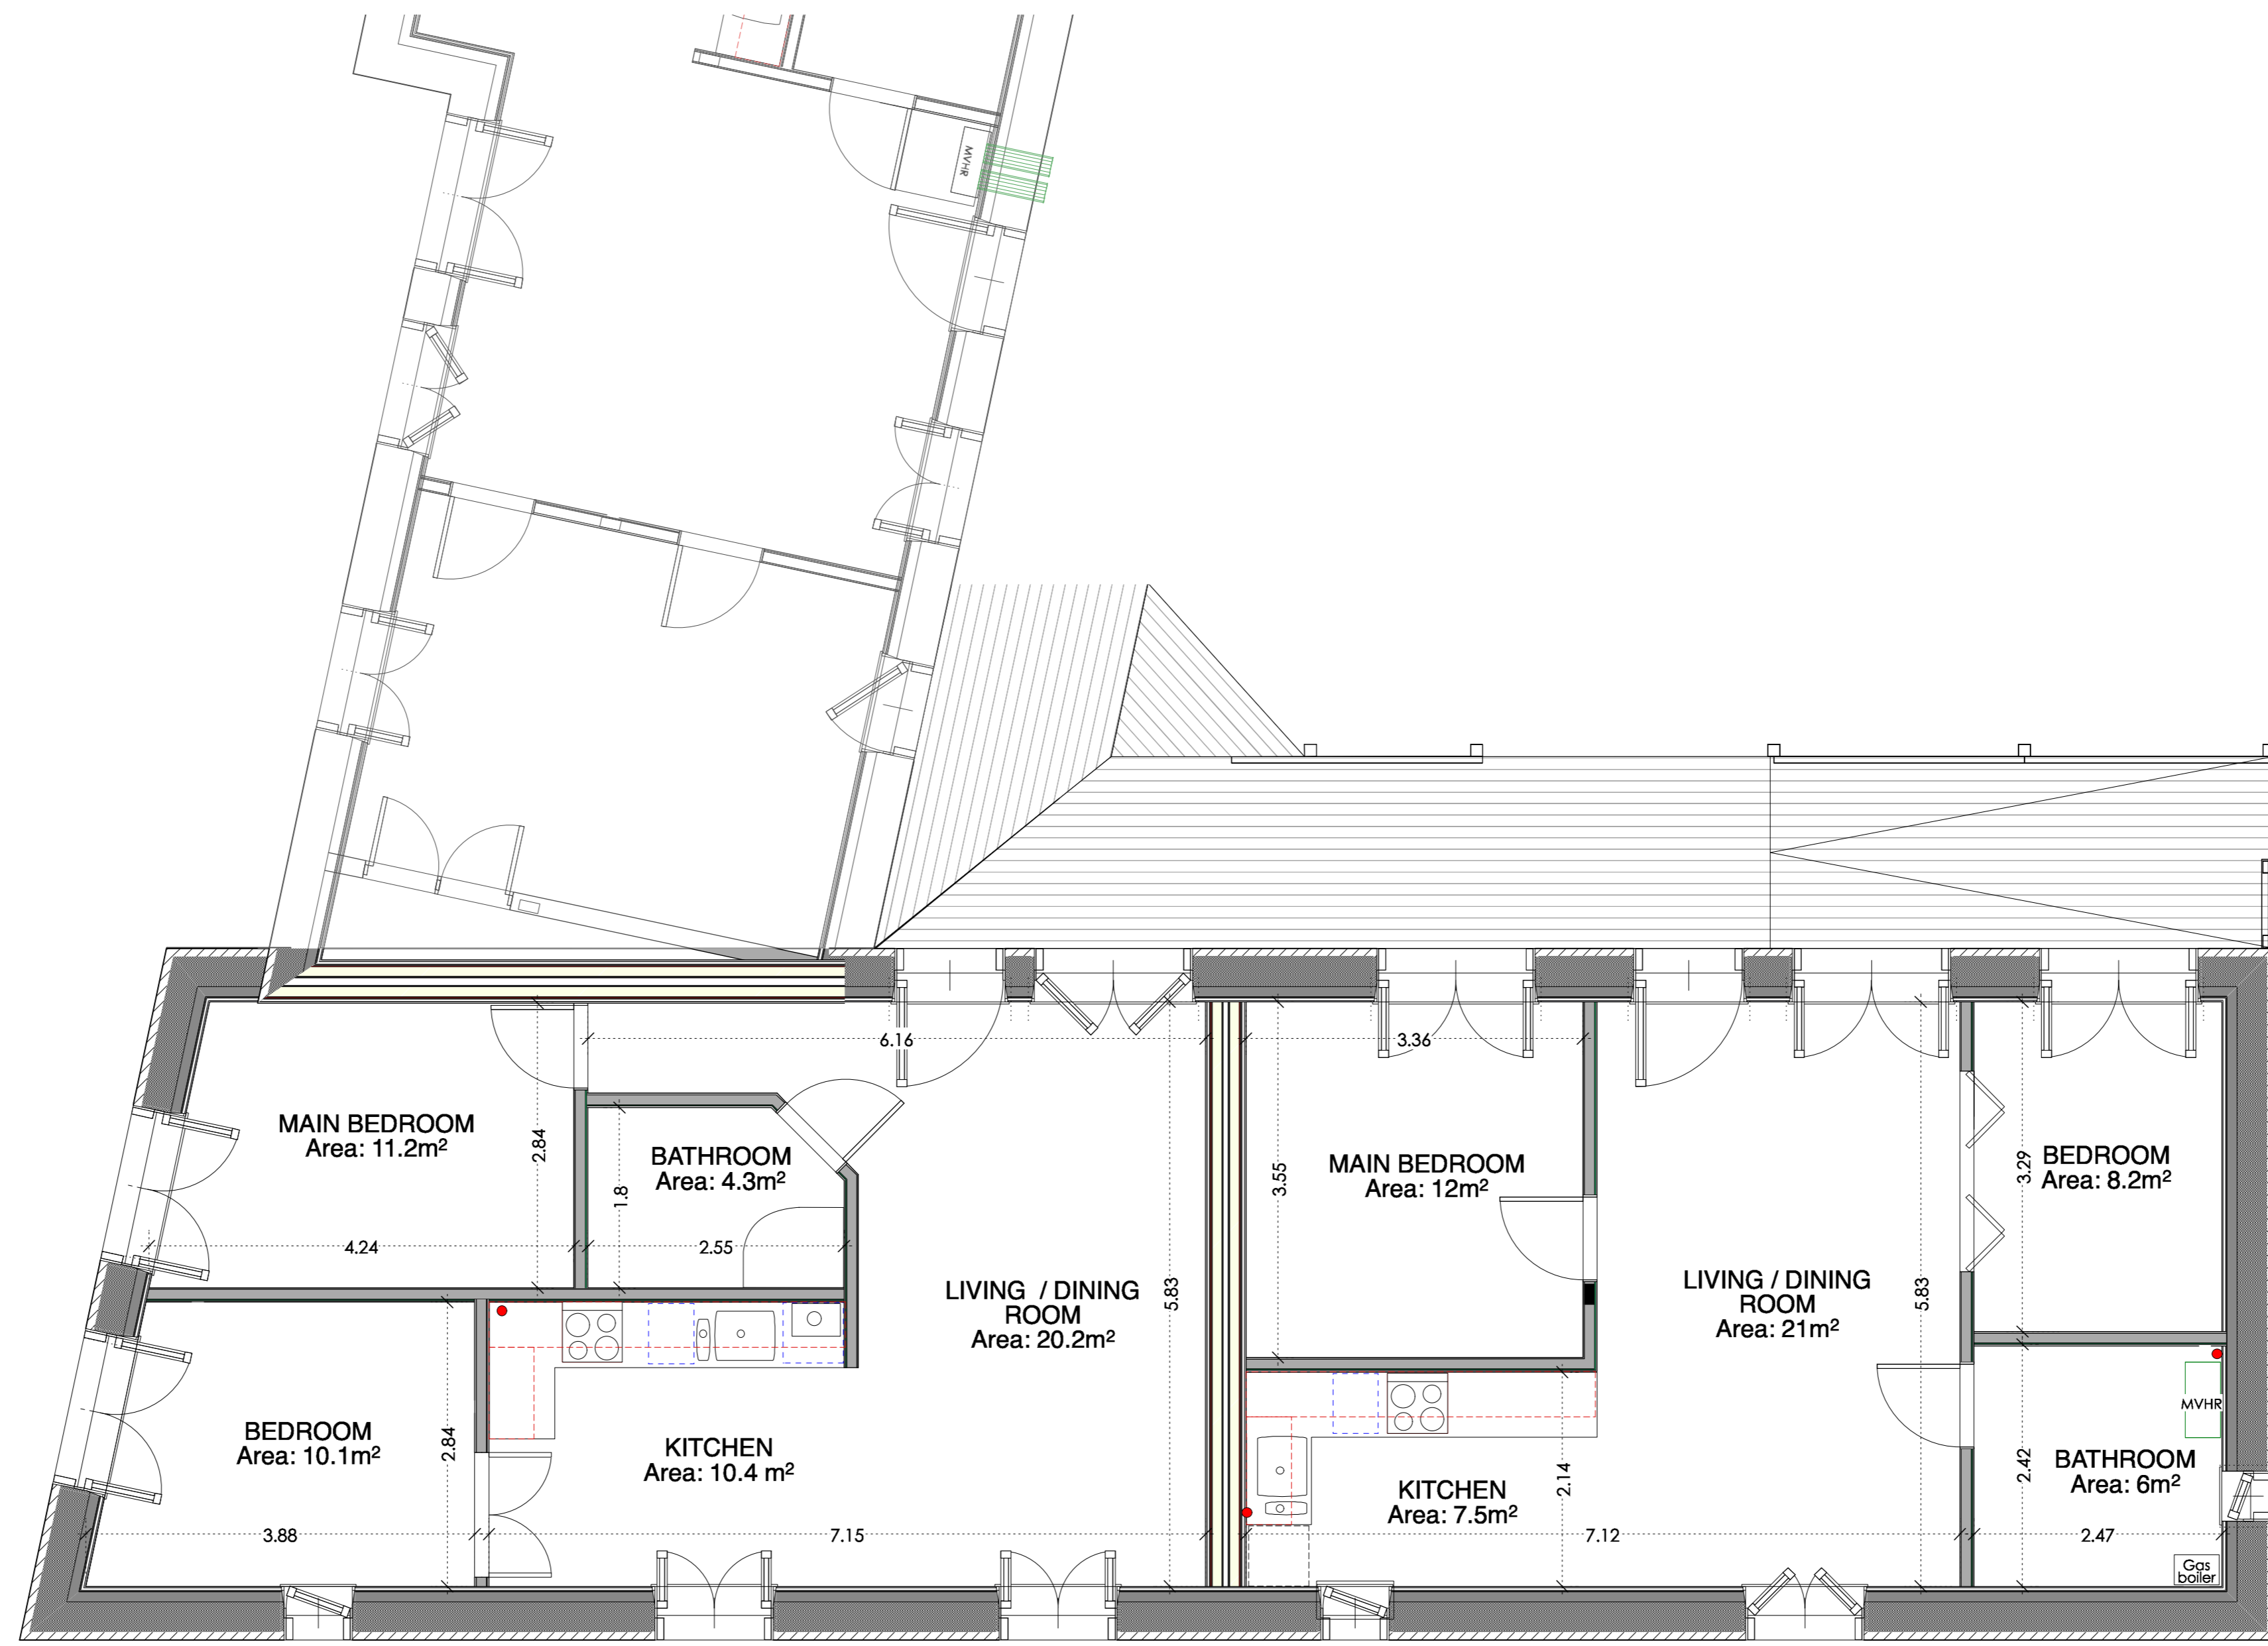 MVHR
6.16
3.36
MAIN BEDROOM
Area: 11.2m²
2.84
BATHROOM
Area: 4.3m²
1.8
4.24
2.55
MAIN BEDROOM
Area: 12m²
3.55
BEDROOM
Area: 8.2m²
3.29
LIVING / DINING
ROOM
Area: 20.2m²
5.83
LIVING / DINING
ROOM
Area: 21m²
5.83
BEDROOM
Area: 10.1m²
2.84
KITCHEN
Area: 10.4 m²
KITCHEN
Area: 7.5m²
2.14
MVHR
BATHROOM
Area: 6m²
2.42
3.88
7.15
7.12
2.47
Gas
boiler